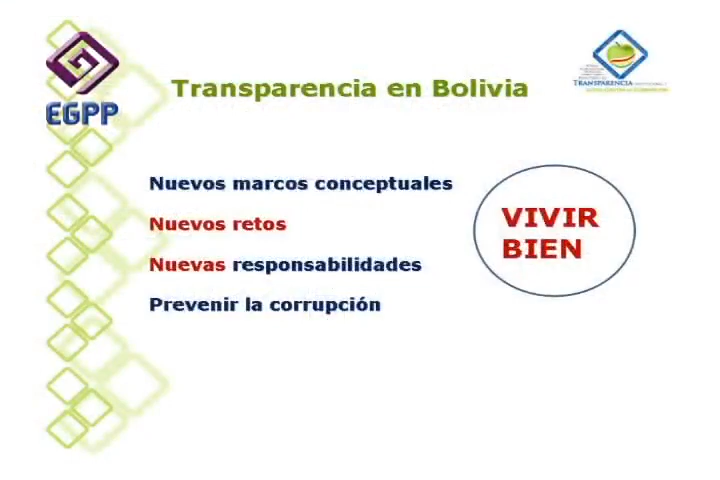 EGPP
Transparencia en Bolivia
TRANSPARENCIA
Nuevos marcos conceptuales
Nuevos retos
Nuevas responsabilidades
Prevenir la corrupción
VIVIR
BIEN